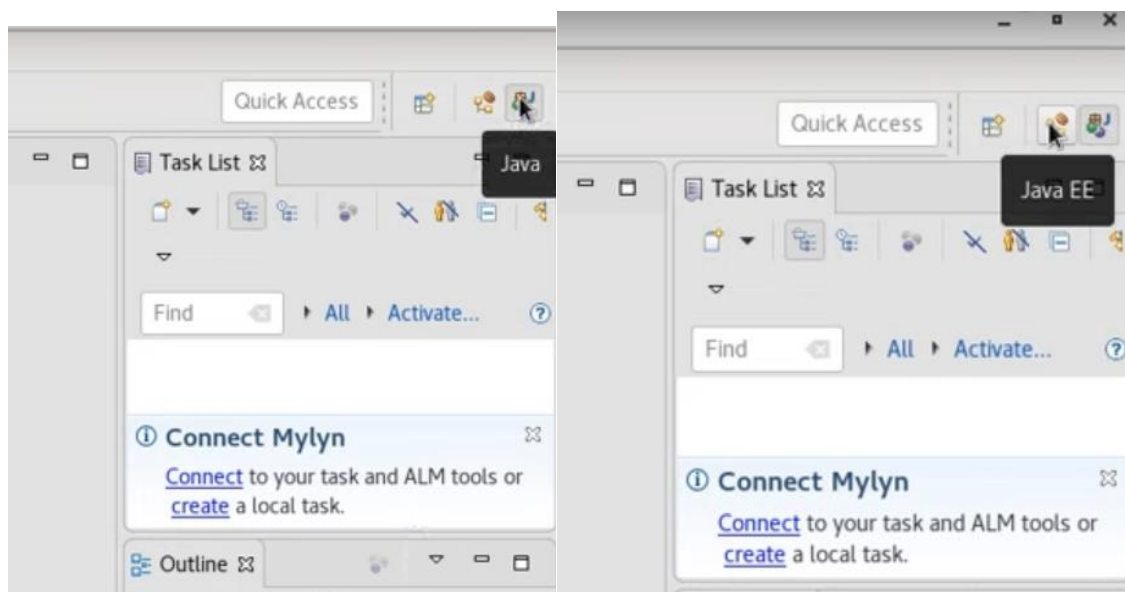 Quick Access
Java
Task List
Find
All
Activate...
Connect Mylyn
Connect to your task and ALM tools or
create a local task.
Outline
Quick Access
Java EE
Task List
Find
All
Activate...
Connect Mylyn
Connect to your task and ALM tools or
create a local task.